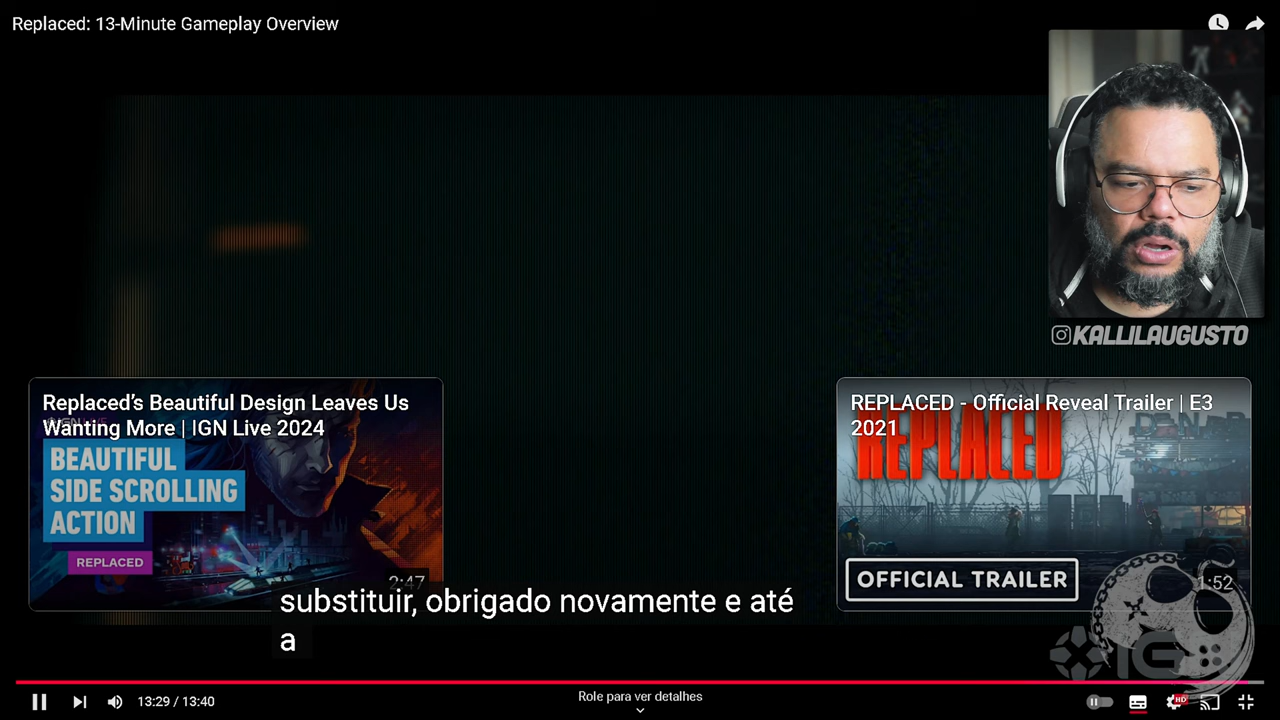 Replaced: 13-Minute Gameplay Overview
KALLILAUGUSTO
Replaced's Beautiful Design Leaves Us
Wanting More | IGN Live 2024
BEAUTIFUL
SIDE SCROLLING
ACTION
REPLACED
2:47
REPLACED - Official Reveal Trailer | E3
2021
REPLACED
OFFICIAL TRAILER
1:52
substituir, obrigado novamente e até
a
IGN
13:29 / 13:40
Role para ver detalhes
HD